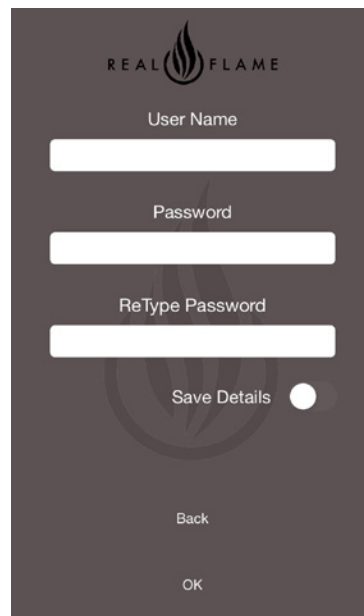 REAL FLAME
User Name
Password
ReType Password
Save Details
Back
OK